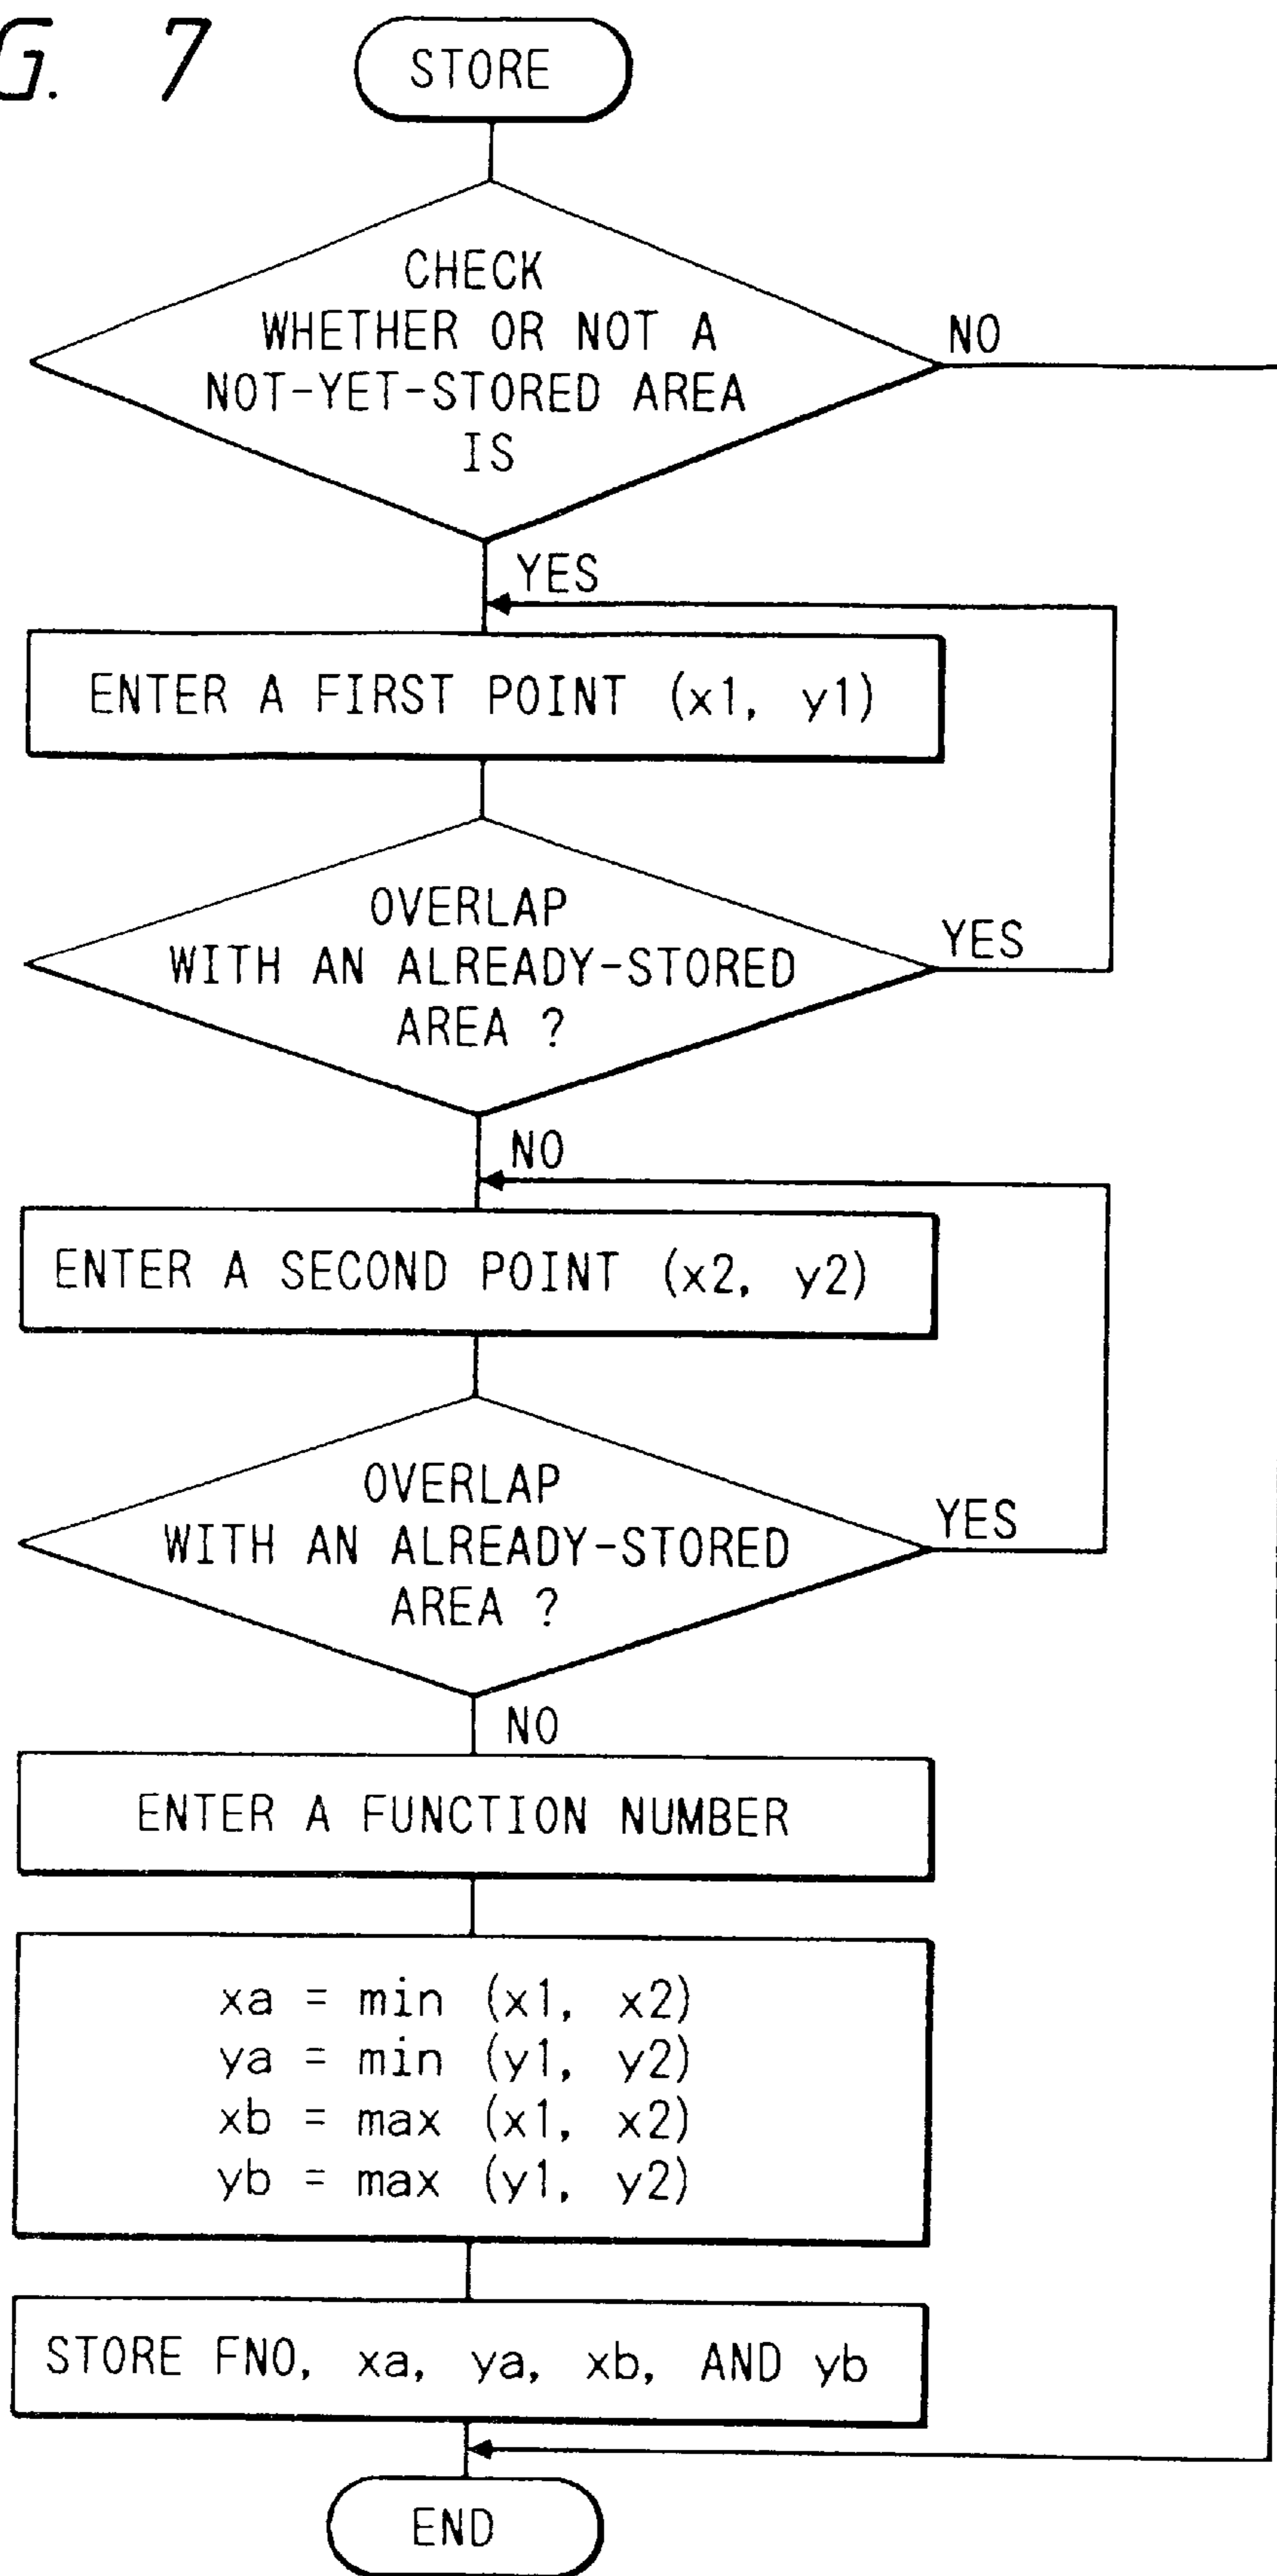 G. 7
STORE
CHECK
WHETHER OR NOT A
NOT-YET-STORED AREA
IS
NO
YES
ENTER A FIRST POINT (x1, y1)
OVERLAP
WITH AN ALREADY-STORED
AREA ?
YES
NO
ENTER A SECOND POINT (x2, y2)
OVERLAP
WITH AN ALREADY-STORED
AREA ?
YES
NO
ENTER A FUNCTION NUMBER
xa = min (x1, x2)
ya = min (y1, y2)
xb = max (x1, x2)
yb = max (y1, y2)
STORE FNO, xa, ya, xb, AND yb
END